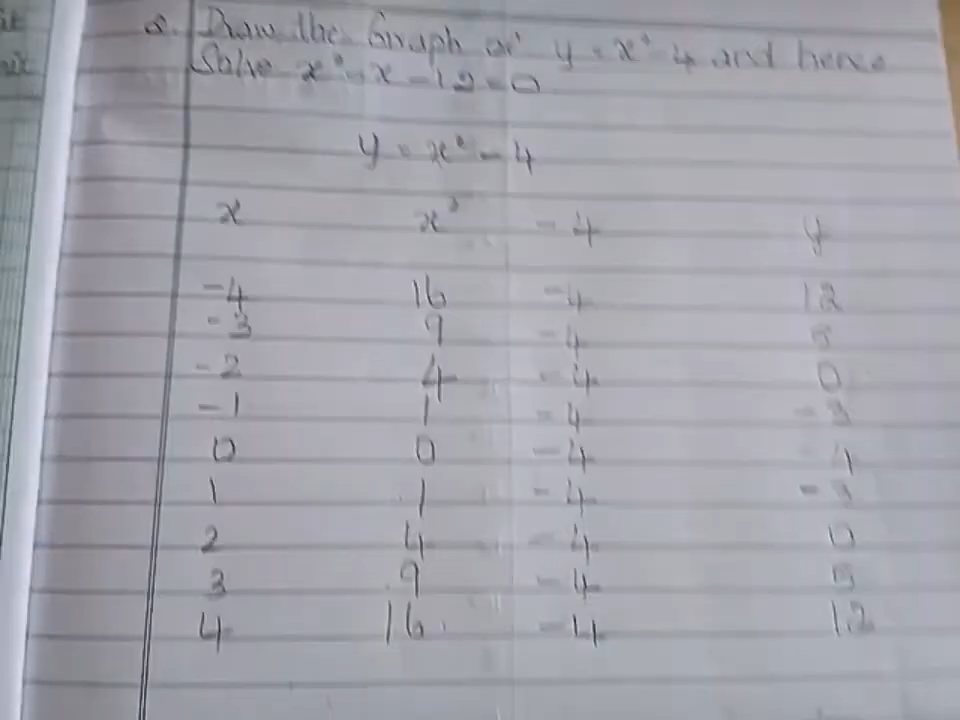 2. Draw the Graph of y = x² - 4 and hence
Solve x² - x - 12 = 0
y = x² - 4
x x² - 4 y
-4 16 -4 12
-3 9 -4 5
-2 4 -4 0
-1 1 -4 -3
0 0 -4 -4
1 1 -4 -3
2 4 -4 0
3 9 -4 5
4 16 -4 12